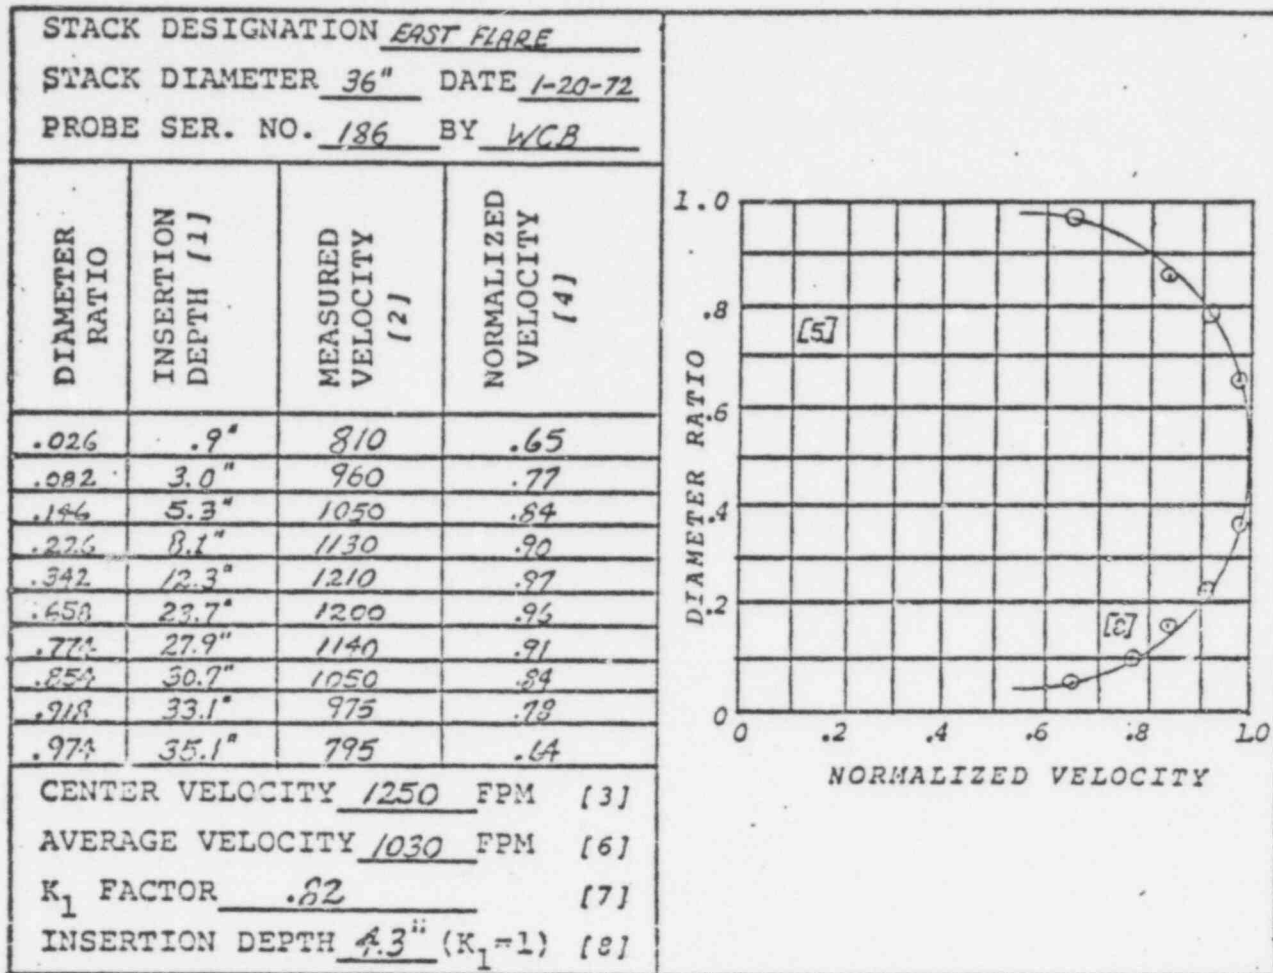 STACK DESIGNATION EAST FLARE
STACK DIAMETER 36" DATE 1-20-72
PROBE SER. NO. 186 BY WCB
DIAMETER RATIO
INSERTION DEPTH [1]
MEASURED VELOCITY [2]
NORMALIZED VELOCITY [4]
.026 .9" 810 .65
.082 3.0" 960 .77
.146 5.3" 1050 .84
.226 8.1" 1130 .90
.342 12.3" 1210 .97
.658 23.7" 1200 .96
.774 27.9" 1140 .91
.854 30.7" 1050 .84
.918 33.1" 975 .78
.974 35.1" 795 .64
CENTER VELOCITY 1250 FPM [3]
AVERAGE VELOCITY 1030 FPM [6]
K1 FACTOR .82 [7]
INSERTION DEPTH 4.3" (K1=1) [8]
1.0
.8
.6
.4
.2
0
DIAMETER RATIO
[5]
[8]
0 .2 .4 .6 .8 1.0
NORMALIZED VELOCITY